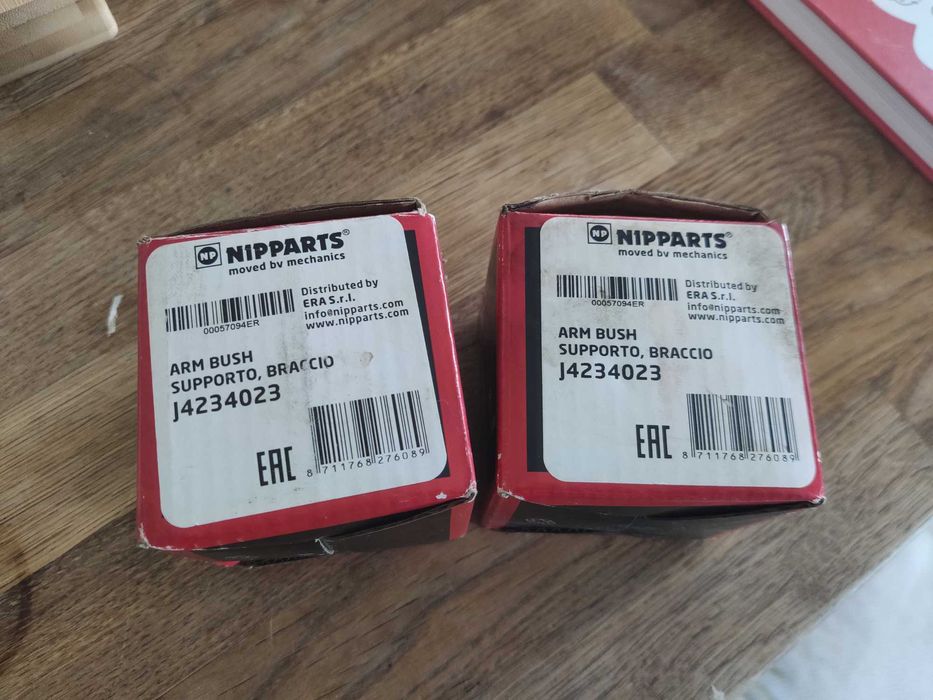 NP NIPPARTS®
moved by mechanics
Distributed by
ERA S.r.l.
info@nipparts.com
www.nipparts.com
00057094ER
ARM BUSH
SUPPORTO, BRACCIO
J4234023
EAC
8 711768 276089
NP NIPPARTS®
moved by mechanics
Distributed by
ERA S.r.l.
info@nipparts.com
www.nipparts.com
00057094ER
ARM BUSH
SUPPORTO, BRACCIO
J4234023
EAC
8 711768 276089